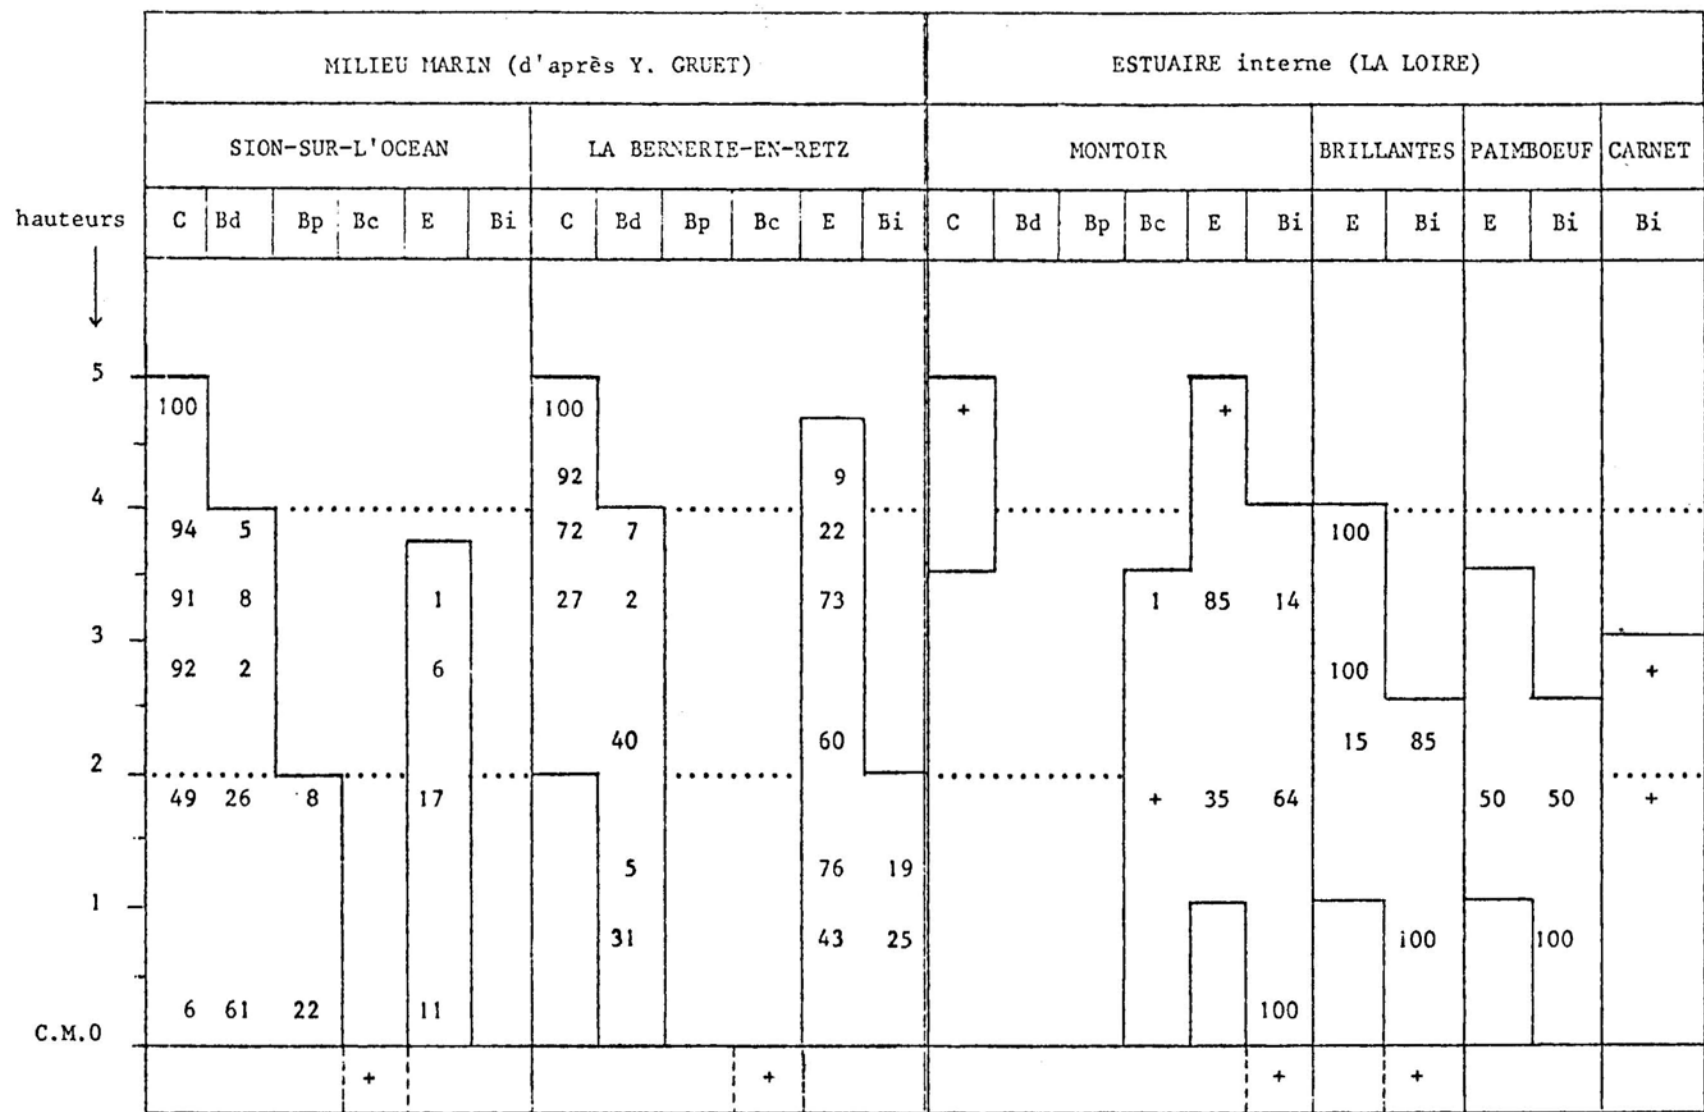 MILIEU MARIN (d'après Y. GRUET) ESTUAIRE interne (LA LOIRE)
SION-SUR-L'OCEAN LA BERNERIE-EN-RETZ MONTOIR BRILLANTES PAIMBOEUF CARNET
hauteurs C Bd Bp Bc E Bi C Bd Bp Bc E Bi C Bd Bp Bc E Bi E Bi E Bi Bi
5
100 100 + +
92 9
4
94 5 72 7 22 100
91 8 1 27 2 73 1 85 14
3
92 2 6 100 +
40 60 15 85
2
49 26 8 17 + 35 64 50 50 +
5 76 19
1
31 43 25 100 100
6 61 22 11 100
C.M.0
+ + + +